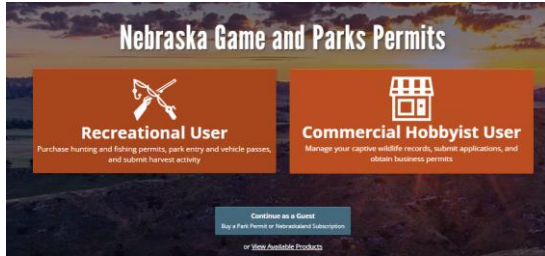 Nebraska Game and Parks Permits
Recreational User
Purchase hunting and fishing permits, park entry and vehicle passes,
and submit harvest activity
Commercial Hobbyist User
Manage your captive wildlife records, submit applications, and
obtain business permits
Continue as a Guest
Buy a Park Permit or Nebraskaland Subscription
or View Available Products